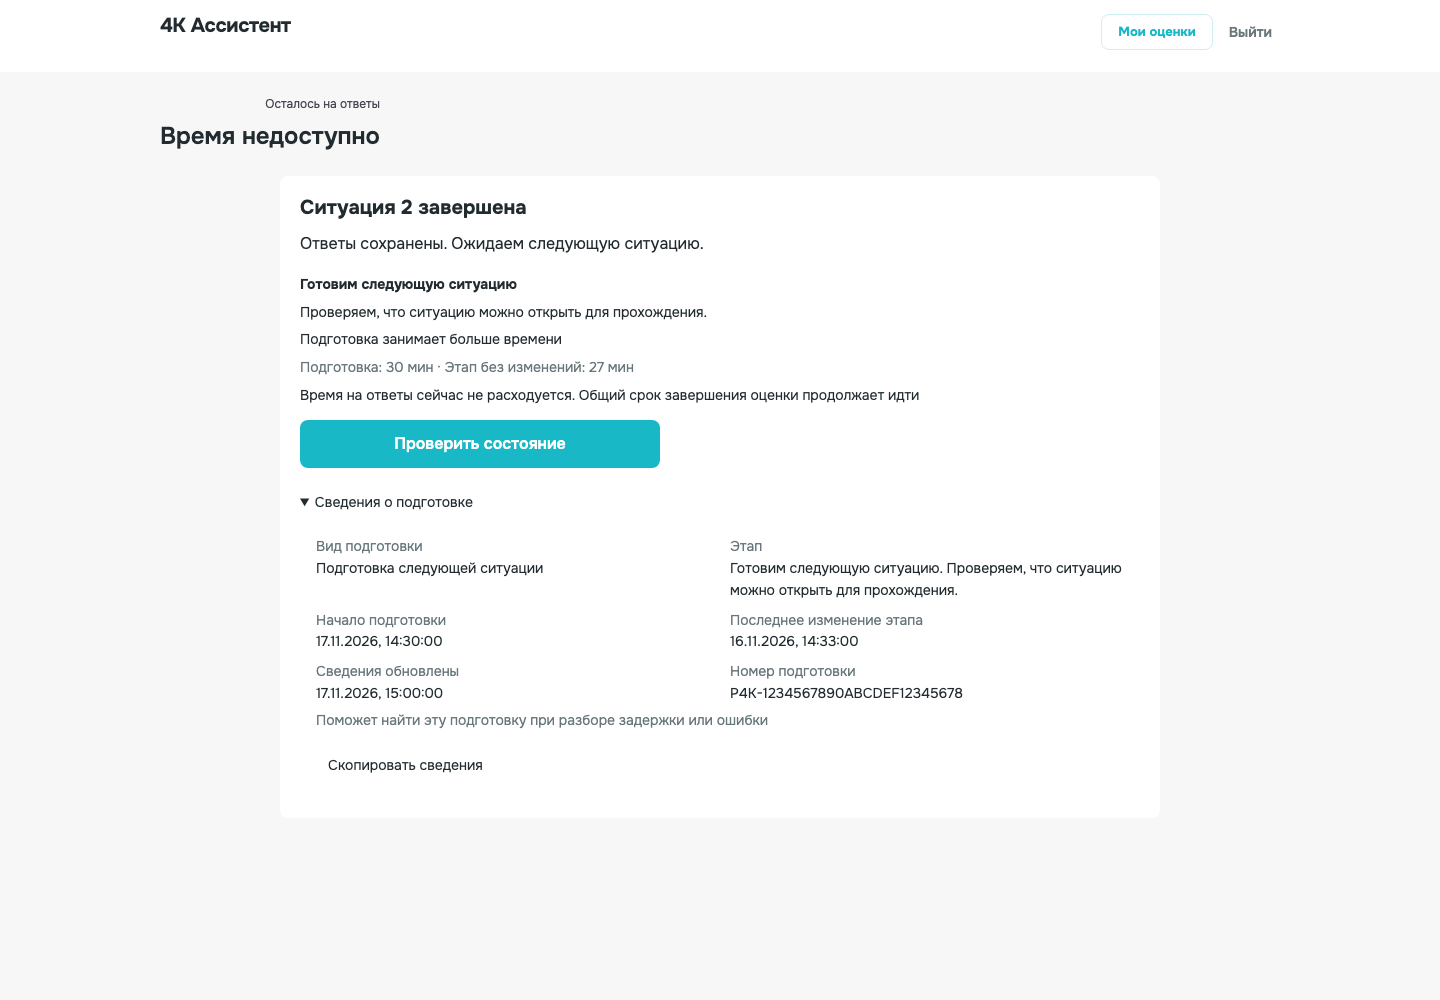 4K Ассистент
Мои оценки
Выйти
Осталось на ответы
Время недоступно
Ситуация 2 завершена
Ответы сохранены. Ожидаем следующую ситуацию.
Готовим следующую ситуацию
Проверяем, что ситуацию можно открыть для прохождения.
Подготовка занимает больше времени
Подготовка: 30 мин · Этап без изменений: 27 мин
Время на ответы сейчас не расходуется. Общий срок завершения оценки продолжает идти
Проверить состояние
▼ Сведения о подготовке
Вид подготовки
Подготовка следующей ситуации
Этап
Готовим следующую ситуацию. Проверяем, что ситуацию
можно открыть для прохождения.
Начало подготовки
17.11.2026, 14:30:00
Последнее изменение этапа
16.11.2026, 14:33:00
Сведения обновлены
17.11.2026, 15:00:00
Номер подготовки
P4K-1234567890ABCDEF12345678
Поможет найти эту подготовку при разборе задержки или ошибки
Скопировать сведения